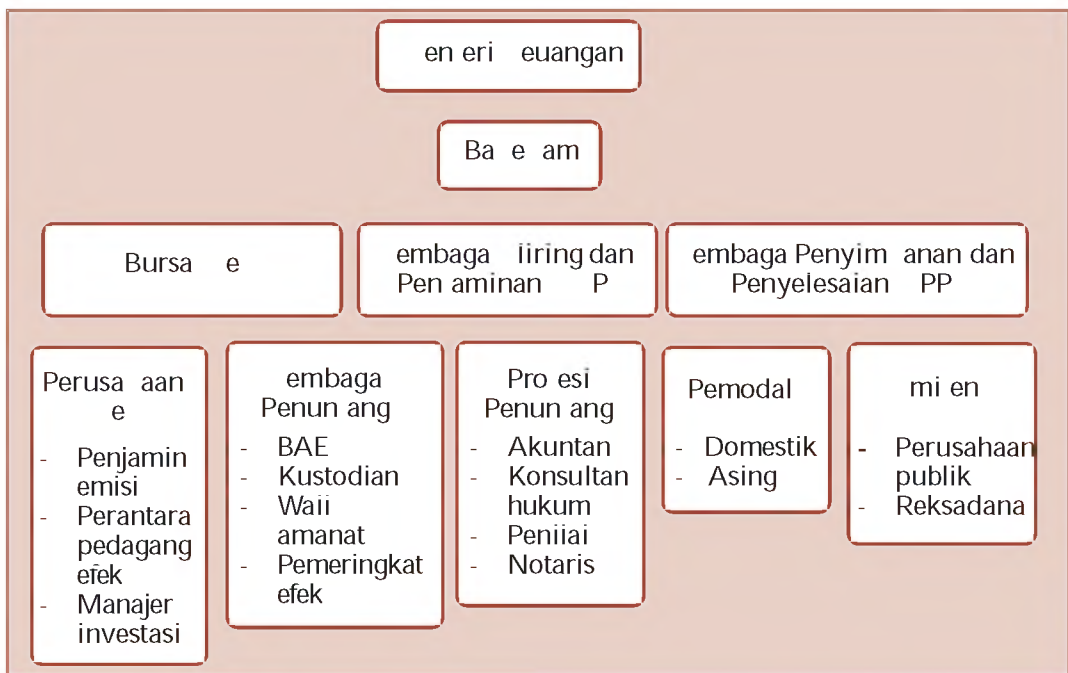 en eri euangan
Ba e am
Bursa e
embaga liring dan
Pen aminan P
embaga Penyim anan dan
Penyelesaian PP
Perusa aan
e
- Penjamin
emisi
- Perantara
pedagang
efek
- Manajer
investasi
embaga
Penun ang
- BAE
- Kustodian
- Waii
amanat
- Pemeringkat
efek
Pro esi
Penun ang
- Akuntan
- Konsultan
hukum
- Peniiai
- Notaris
Pemodal
- Domestik
- Asing
mi en
- Perusahaan
publik
- Reksadana